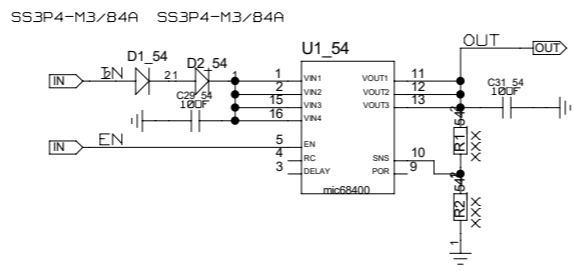 SS3P4-M3/84A SS3P4-M3/84A
D1_54 D2_54 U1_54 OUT OUT
IN IN 21 1 1 VIN1 VOUT1 11
2 VIN2 VOUT2 12
C29_54 15 VIN3 VOUT3 13 C31_54
10UF 16 VIN4 10UF
IN EN 5 EN R1_54 XXX
4 RC SNS 10
3 DELAY POR 9
mic68400 R2_54 XXX
1